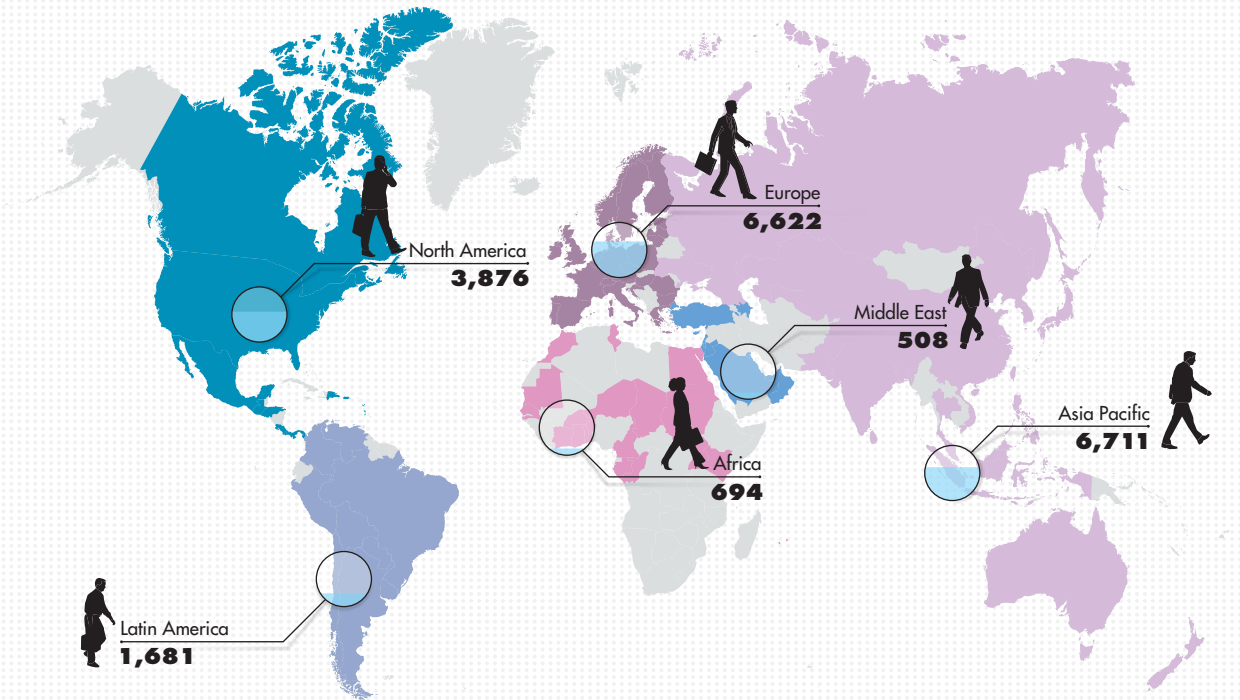 Europe
6,622
North America
3,876
Middle East
508
Asia Pacific
6,711
Africa
694
Latin America
1,681